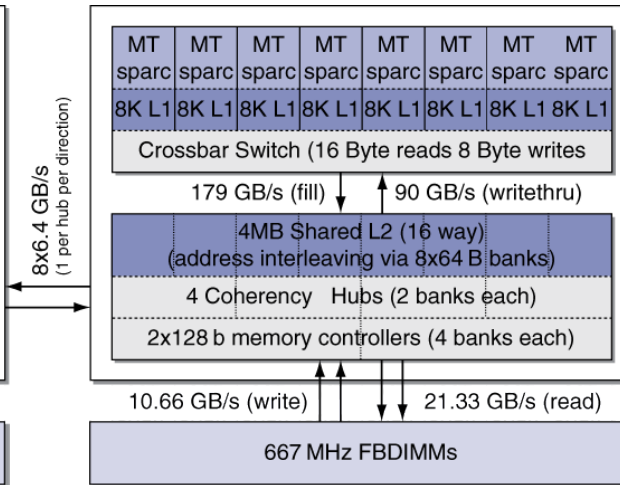 MT MT MT MT MT MT MT MT
sparc sparc sparc sparc sparc sparc sparc sparc
8K L1 8K L1 8K L1 8K L1 8K L1 8K L1 8K L1 8K L1
Crossbar Switch (16 Byte reads 8 Byte writes
179 GB/s (fill) 90 GB/s (writethru)
8x6.4 GB/s
(1 per hub per direction)
4MB Shared L2 (16 way)
(address interleaving via 8x64 B banks)
4 Coherency Hubs (2 banks each)
2x128 b memory controllers (4 banks each)
10.66 GB/s (write) 21.33 GB/s (read)
667 MHz FBDIMMs